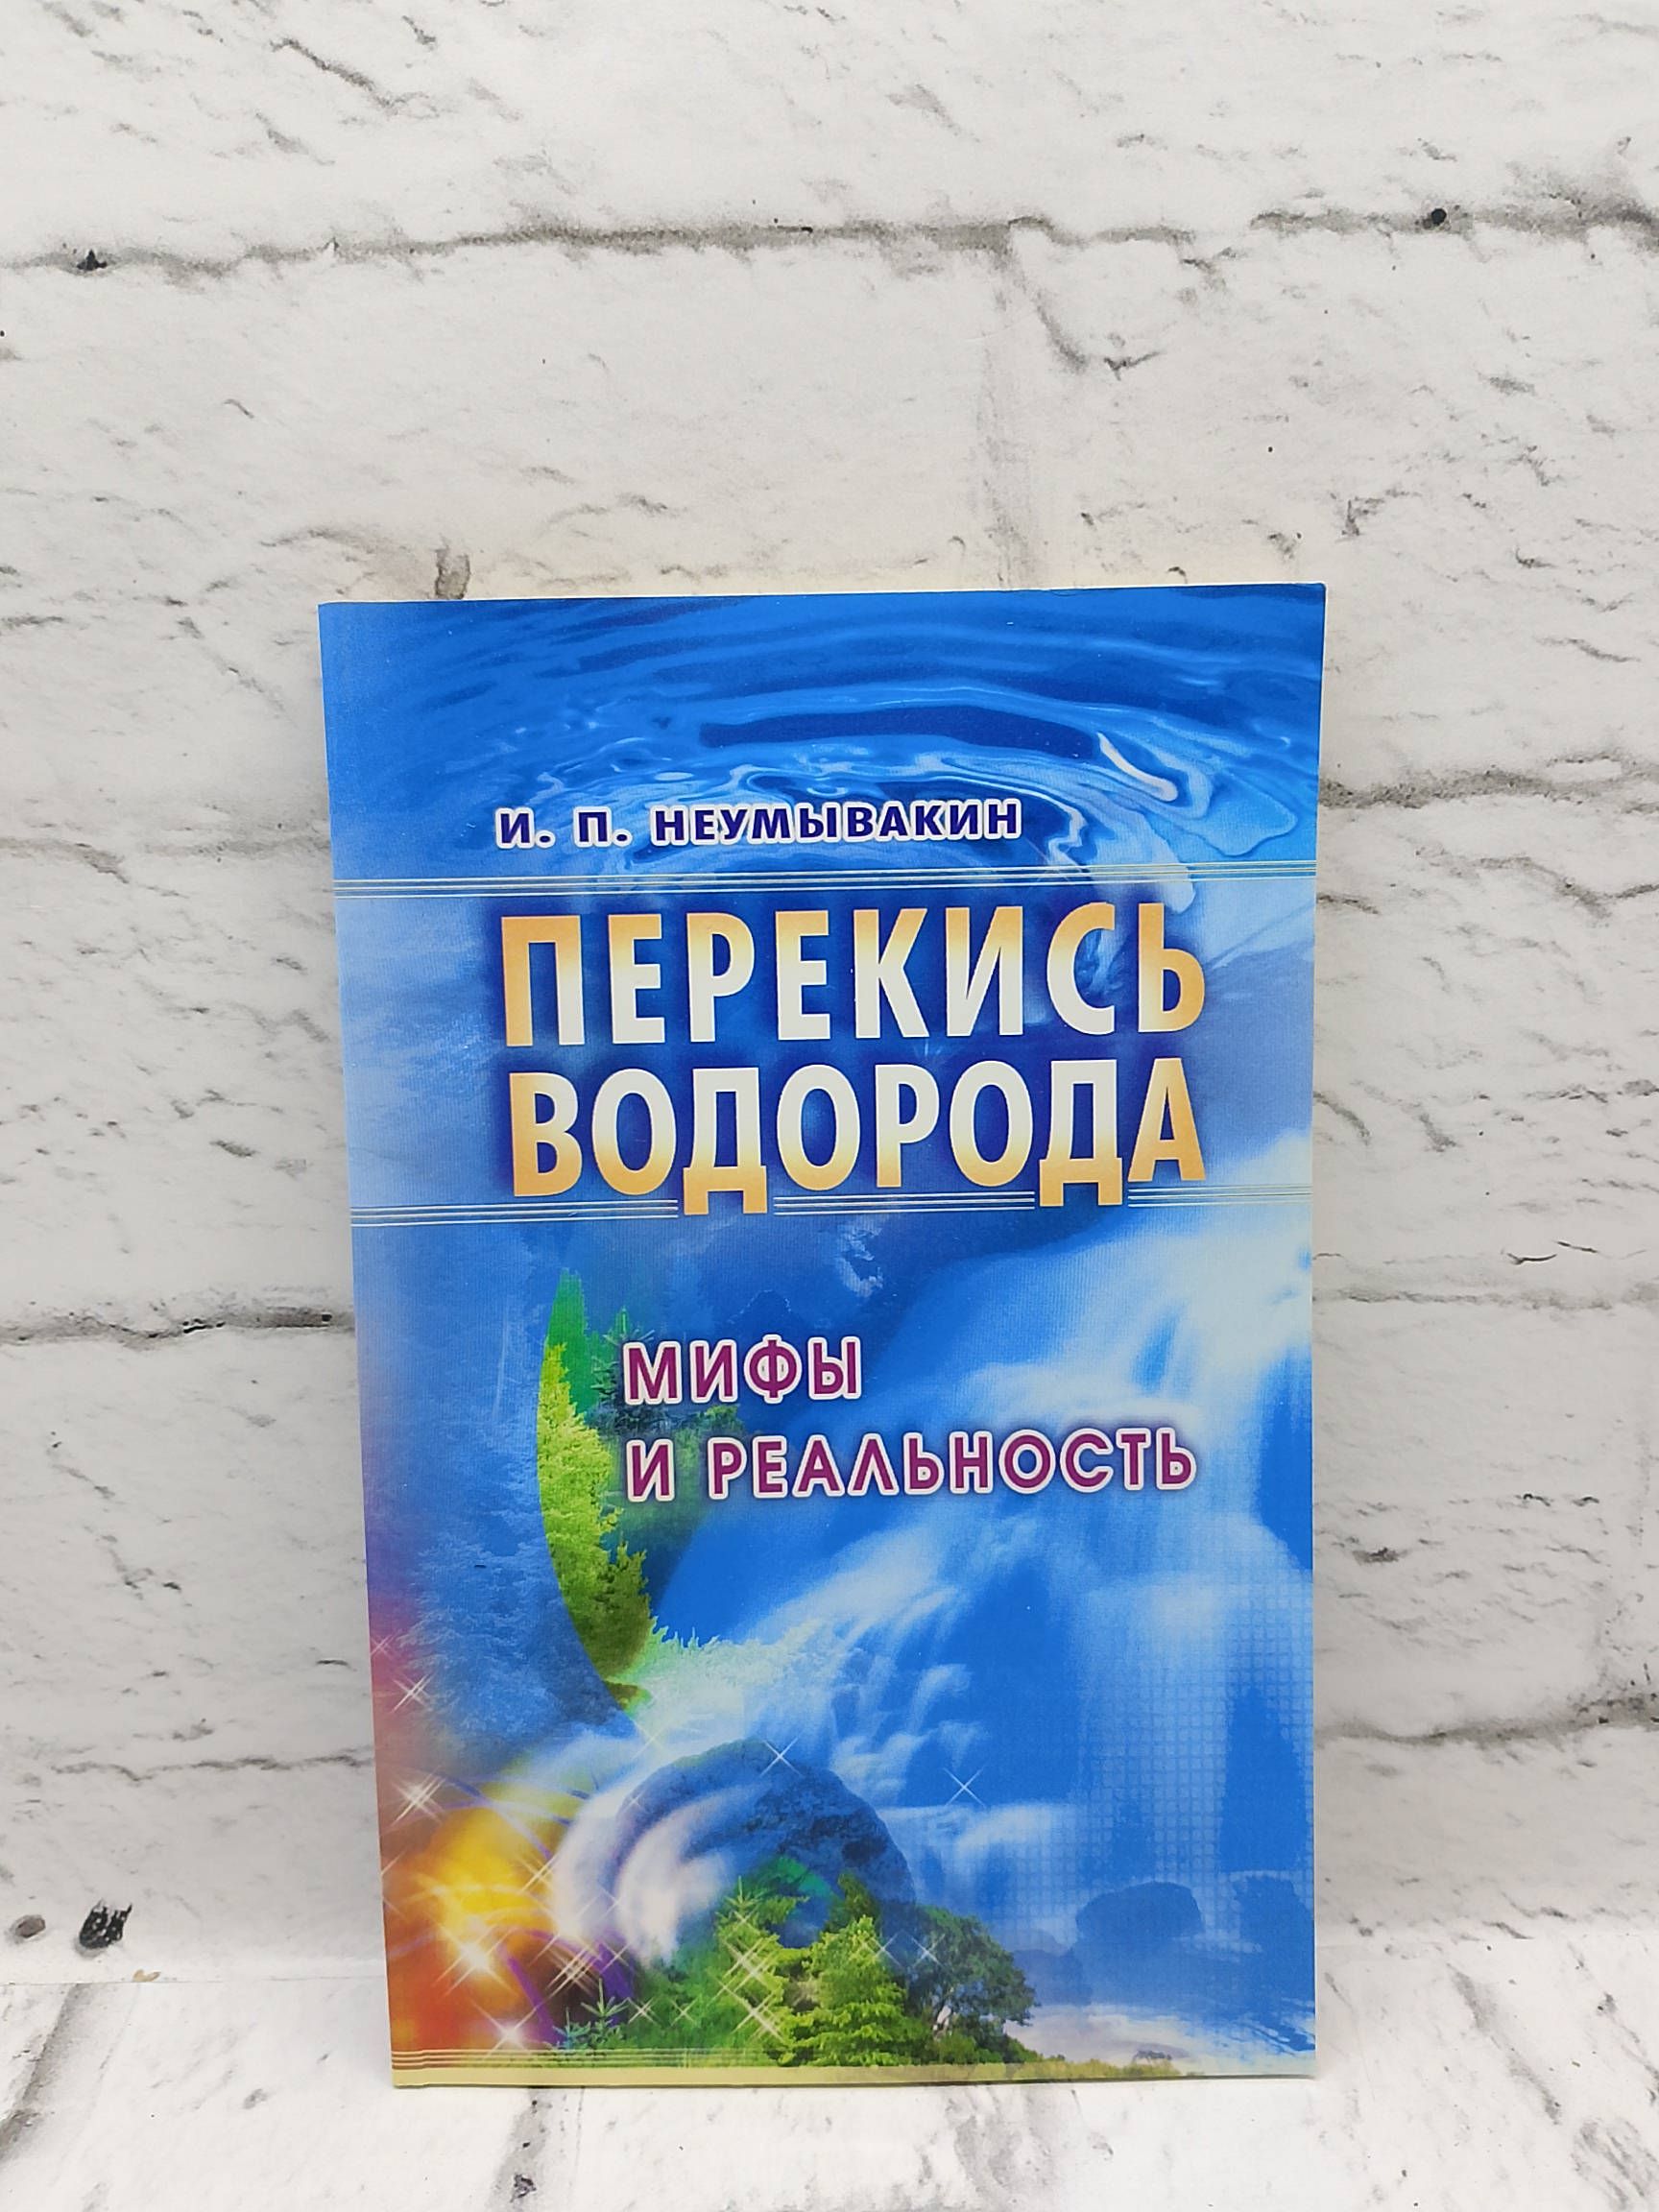 И. П. НЕУМЫВАКИН
ПЕРЕКИСЬ
ВОДОРОДА
МИФЫ
И РЕАЛЬНОСТЬ